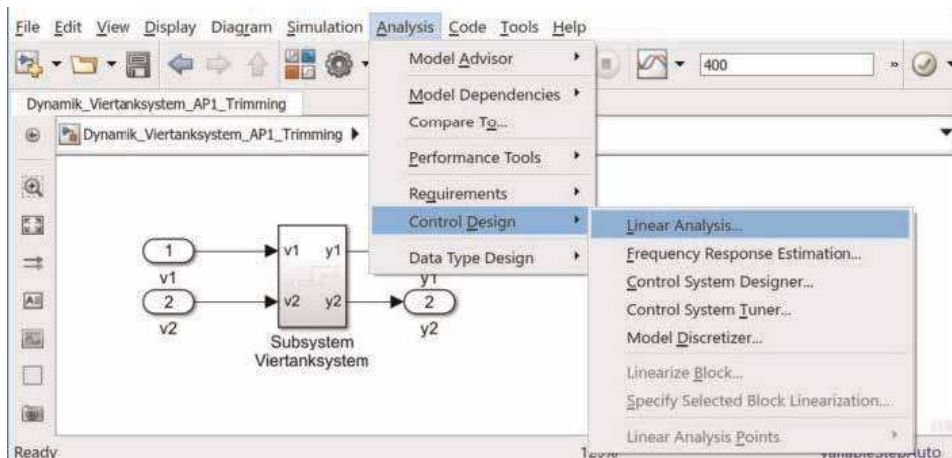 File Edit View Display Diagram Simulation Analysis Code Tools Help
400
Dynamik_Viertanksystem_AP1_Trimming
Dynamik_Viertanksystem_AP1_Trimming
Model Advisor
Model Dependencies
Compare To...
Performance Tools
Requirements
Control Design
Data Type Design
Linear Analysis...
Frequency Response Estimation...
Control System Designer...
Control System Tuner...
Model Discretizer...
Linearize Block...
Specify Selected Block Linearization...
Linear Analysis Points
1
v1
v1 y1
y1
2
v2
v2 y2
2
y2
Subsystem
Viertanksystem
Ready